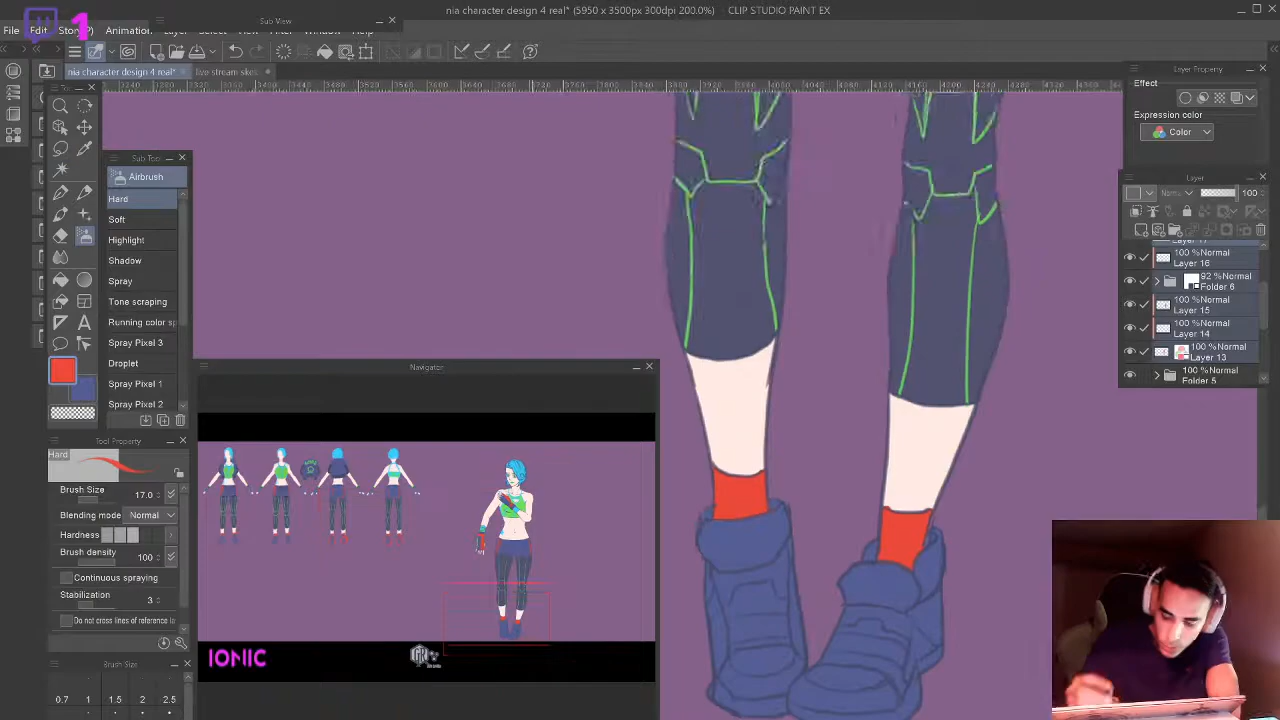 1
nia character design 4 real* (5950 x 3500px 300dpi 200.0%) - CLIP STUDIO PAINT EX
Sub View
File Edit Animation
nia character design 4 real*
live stream skes
Layer Property
Effect
Expression color
Color
Sub Tool
Airbrush
Hard
Soft
Highlight
Shadow
Spray
Tone scraping
Running color sp
Spray Pixel 3
Droplet
Spray Pixel 1
Spray Pixel 2
Tool Property
Hard
Brush Size 17.0
Blending mode Normal
Hardness
Brush density 100
Continuous spraying
Stabilization 3
Do not cross lines of reference la
Brush Size
0.7 1 1.5 2 2.5
Navigator
IONIC
GR
Layer
100
Layer 17
100 %Normal
Layer 16
92 %Normal
Folder 6
100 %Normal
Layer 15
100 %Normal
Layer 14
100 %Normal
Layer 13
100 %Normal
Folder 5